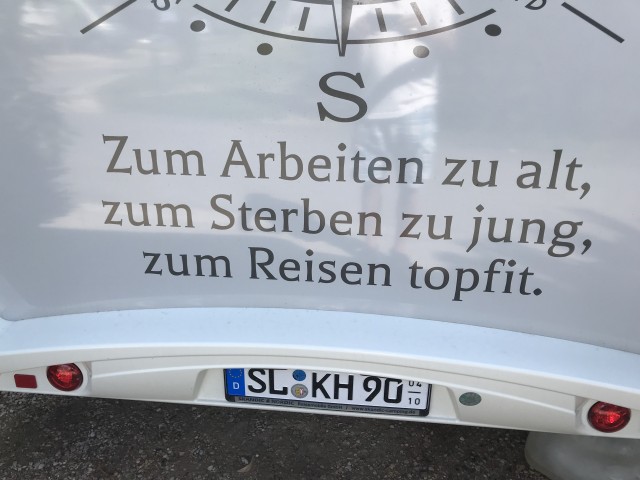 S
Zum Arbeiten zu alt,
zum Sterben zu jung,
zum Reisen topfit.
D SL KH 90 04
10